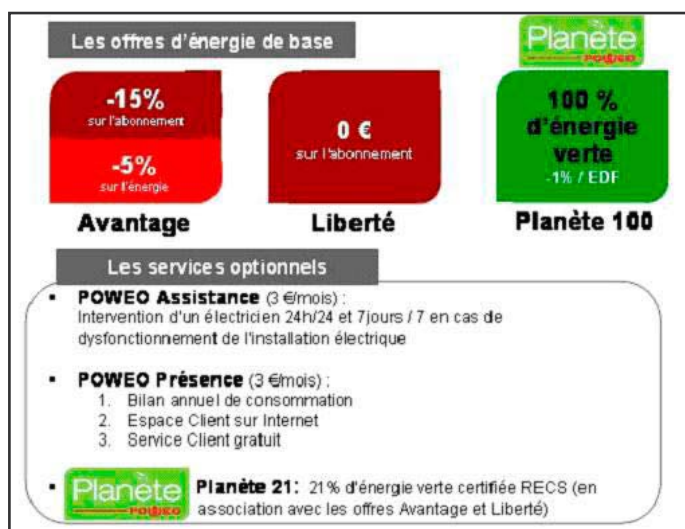 Les offres d'énergie de base
Planète
POWEO
-15%
sur l'abonnement
-5%
sur l'énergie
Avantage
0 €
sur l'abonnement
Liberté
100 %
d'énergie
verte
-1% / EDF
Planète 100
Les services optionnels
▪ POWEO Assistance (3 €/mois) :
Intervention d'un électricien 24h/24 et 7jours / 7 en cas de
dysfonctionnement de l'installation électrique
▪ POWEO Présence (3 €/mois) :
1. Bilan annuel de consommation
2. Espace Client sur Internet
3. Service Client gratuit
▪ Planète POWEO Planète 21: 21% d'énergie verte certifiée RECS (en
association avec les offres Avantage et Liberté)